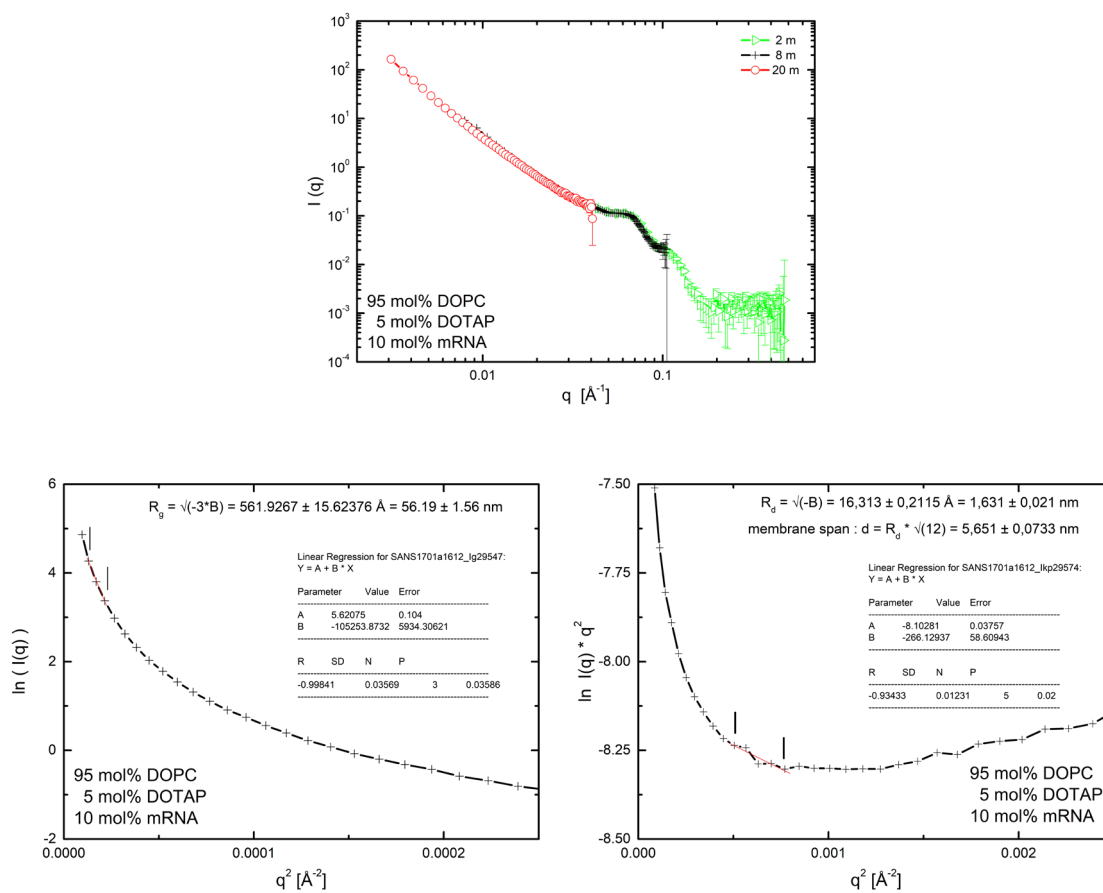 10³
10²
10¹
10⁰
10⁻¹
10⁻²
10⁻³
10⁻⁴
I (q)
2 m
8 m
20 m
95 mol% DOPC
5 mol% DOTAP
10 mol% mRNA
0.01
0.1
q [Å⁻¹]
6
4
2
0
-2
ln ( I(q) )
R_g = √(-3*B) = 561.9267 ± 15.62376 Å = 56.19 ± 1.56 nm
Linear Regression for SANS1701a1612_lg29547:
Y = A + B * X
Parameter Value Error
A 5.62075 0.104
B -105253.8732 5934.30621
R SD N P
-0.99841 0.03569 3 0.03586
95 mol% DOPC
5 mol% DOTAP
10 mol% mRNA
0.0000
0.0001
0.0002
q² [Å⁻²]
-7.50
-7.75
-8.00
-8.25
-8.50
ln I(q) * q²
R_d = √(-B) = 16,313 ± 0,2115 Å = 1,631 ± 0,021 nm
membrane span : d = R_d * √(12) = 5,651 ± 0,0733 nm
Linear Regression for SANS1701a1612_Ikp29574:
Y = A + B * X
Parameter Value Error
A -8.10281 0.03757
B -266.12937 58.60943
R SD N P
-0.93433 0.01231 5 0.02
95 mol% DOPC
5 mol% DOTAP
10 mol% mRNA
0.000
0.001
0.002
q² [Å⁻²]